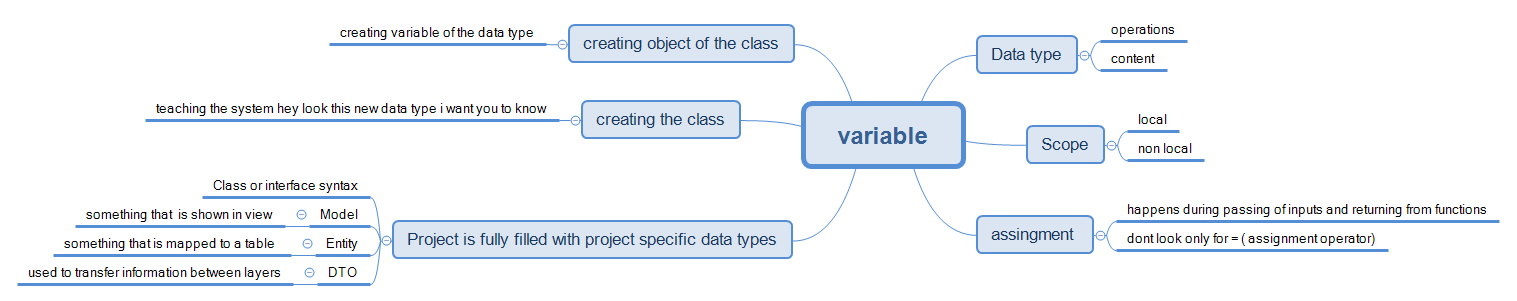 creating variable of the data type
creating object of the class
teaching the system hey look this new data type i want you to know
creating the class
Class or interface syntax
something that is shown in view
Model
something that is mapped to a table
Entity
used to transfer information between layers
DTO
Project is fully filled with project specific data types
variable
Data type
operations
content
Scope
local
non local
assingment
happens during passing of inputs and returning from functions
dont look only for = ( assignment operator)